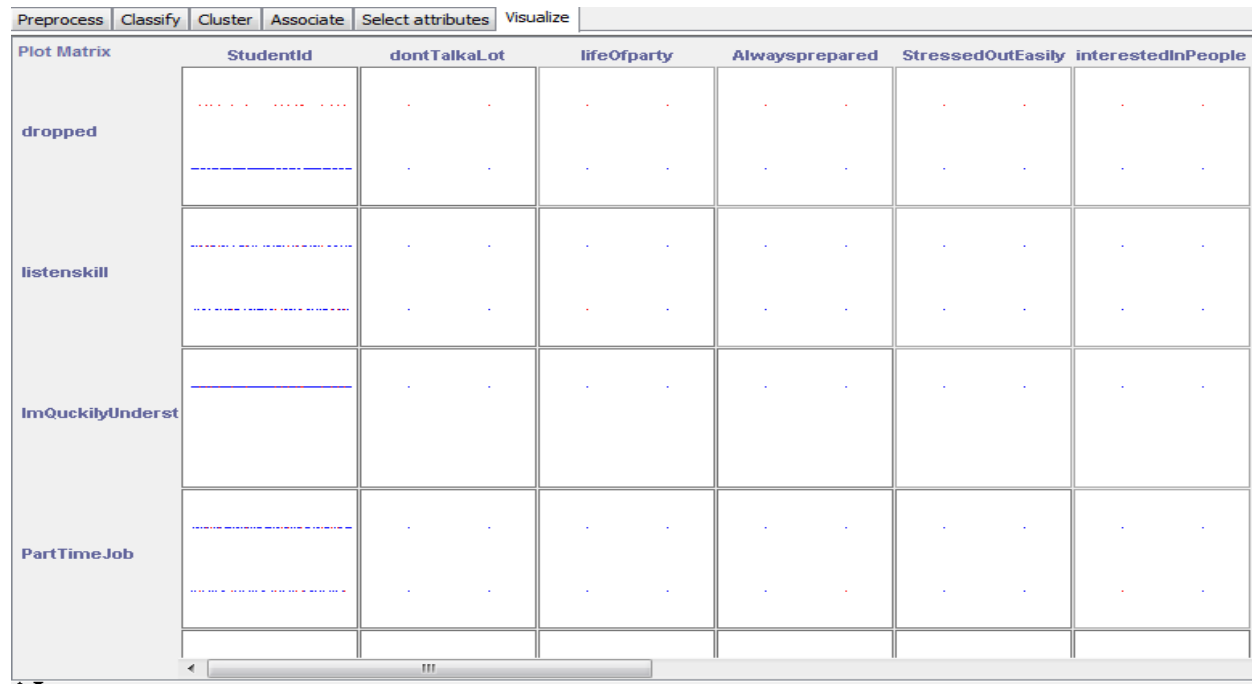 Preprocess Classify Cluster Associate Select attributes Visualize
Plot Matrix StudentId dontTalkaLot lifeOfparty Alwaysprepared StressedOutEasily interestedInPeople
dropped
listenskill
ImQuckilyUnderst
PartTimeJob